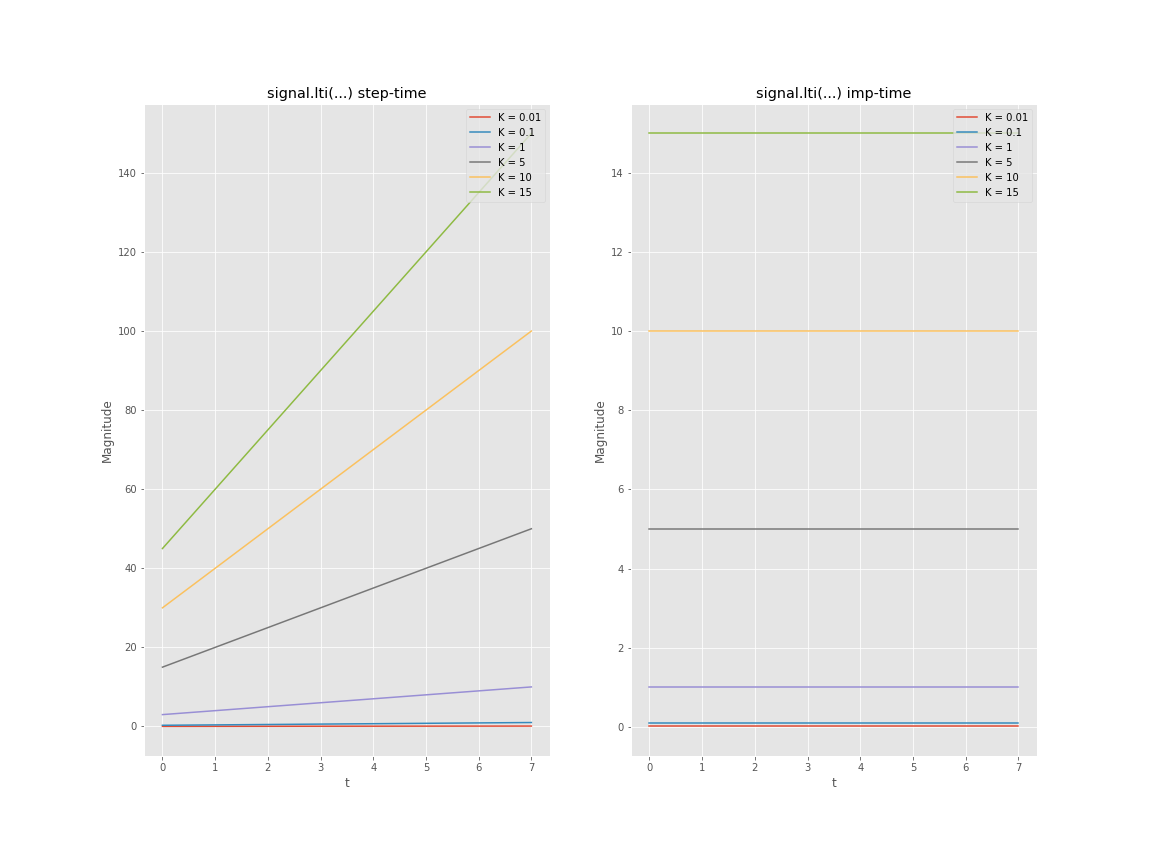 signal.lti(...) step-time
K = 0.01
K = 0.1
K = 1
K = 5
K = 10
K = 15
140
120
100
80
60
40
20
0
Magnitude
0 1 2 3 4 5 6 7
t
signal.lti(...) imp-time
K = 0.01
K = 0.1
K = 1
K = 5
K = 10
K = 15
14
12
10
8
6
4
2
0
Magnitude
0 1 2 3 4 5 6 7
t